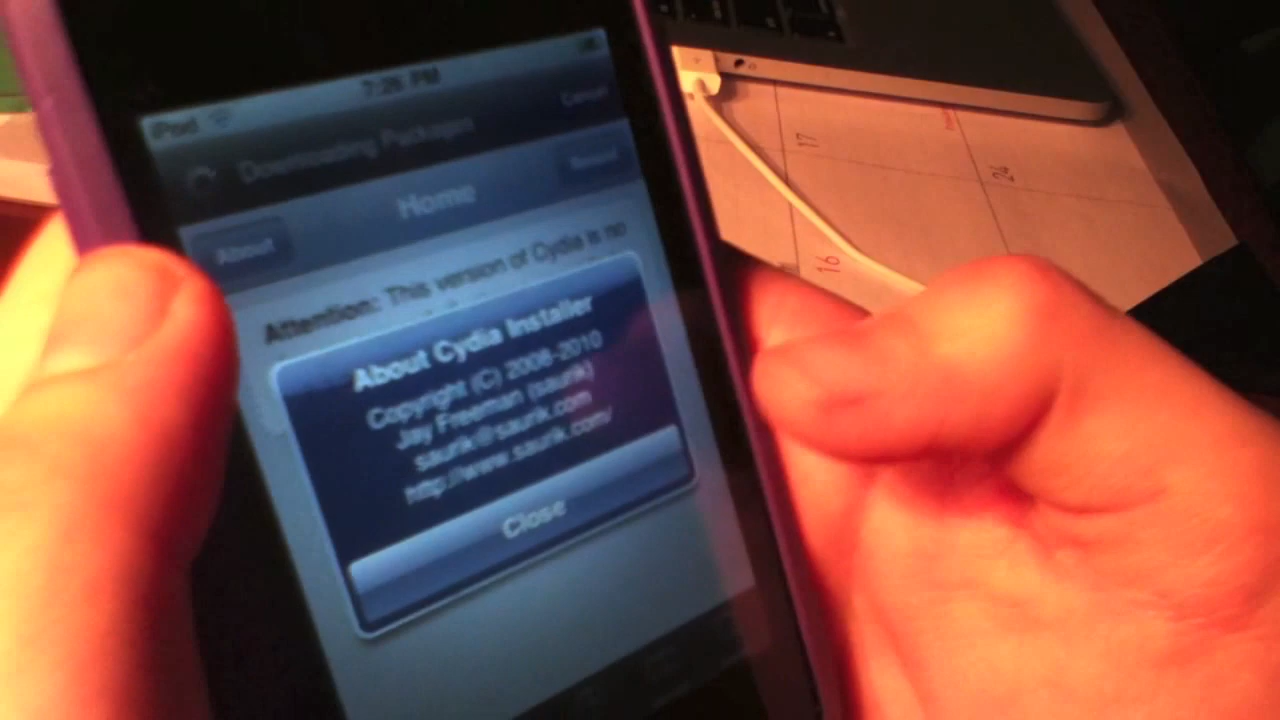 iPod 7:26 PM
Downloading Packages Cancel
About Home
Attention: This version of Cydia is no
About Cydia Installer
Copyright (C) 2008-2010
Jay Freeman (saurik)
saurik@saurik.com
http://www.saurik.com/
Close
17
24
16